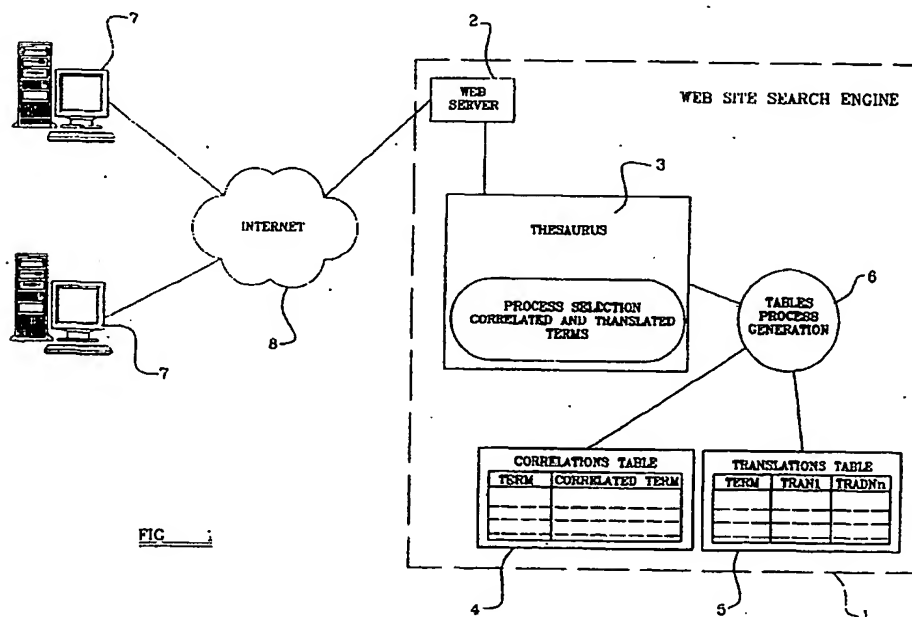 7
2
WEB
SERVER
WEB SITE SEARCH ENGINE
3
THESAURUS
INTERNET
PROCESS SELECTION
CORRELATED AND TRANSLATED
TERMS
6
TABLES
PROCESS
GENERATION
7
8
CORRELATIONS TABLE
TERM CORRELATED TERM
TRANSLATIONS TABLE
TERM TRAN1 TRADNn
FIG
4
5
1